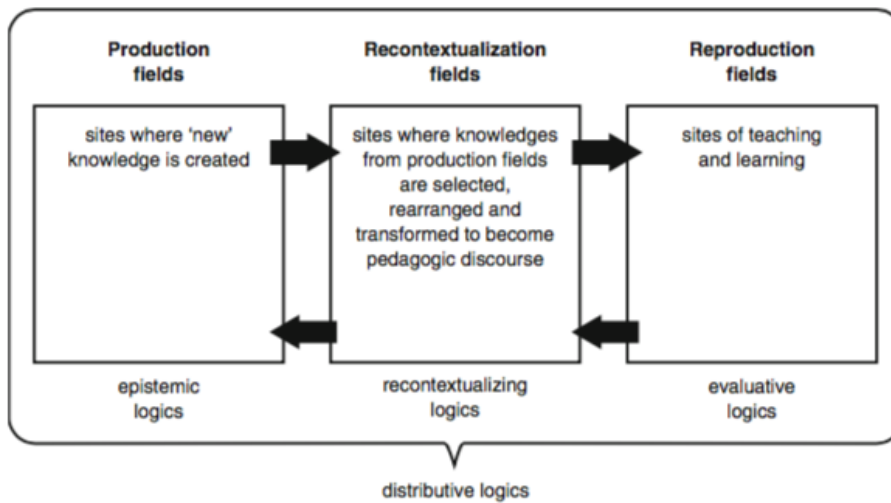 Production
fields
Recontextualization
fields
Reproduction
fields
sites where 'new'
knowledge is created
sites where knowledges
from production fields
are selected,
rearranged and
transformed to become
pedagogic discourse
sites of teaching
and learning
epistemic
logics
recontextualizing
logics
evaluative
logics
distributive logics